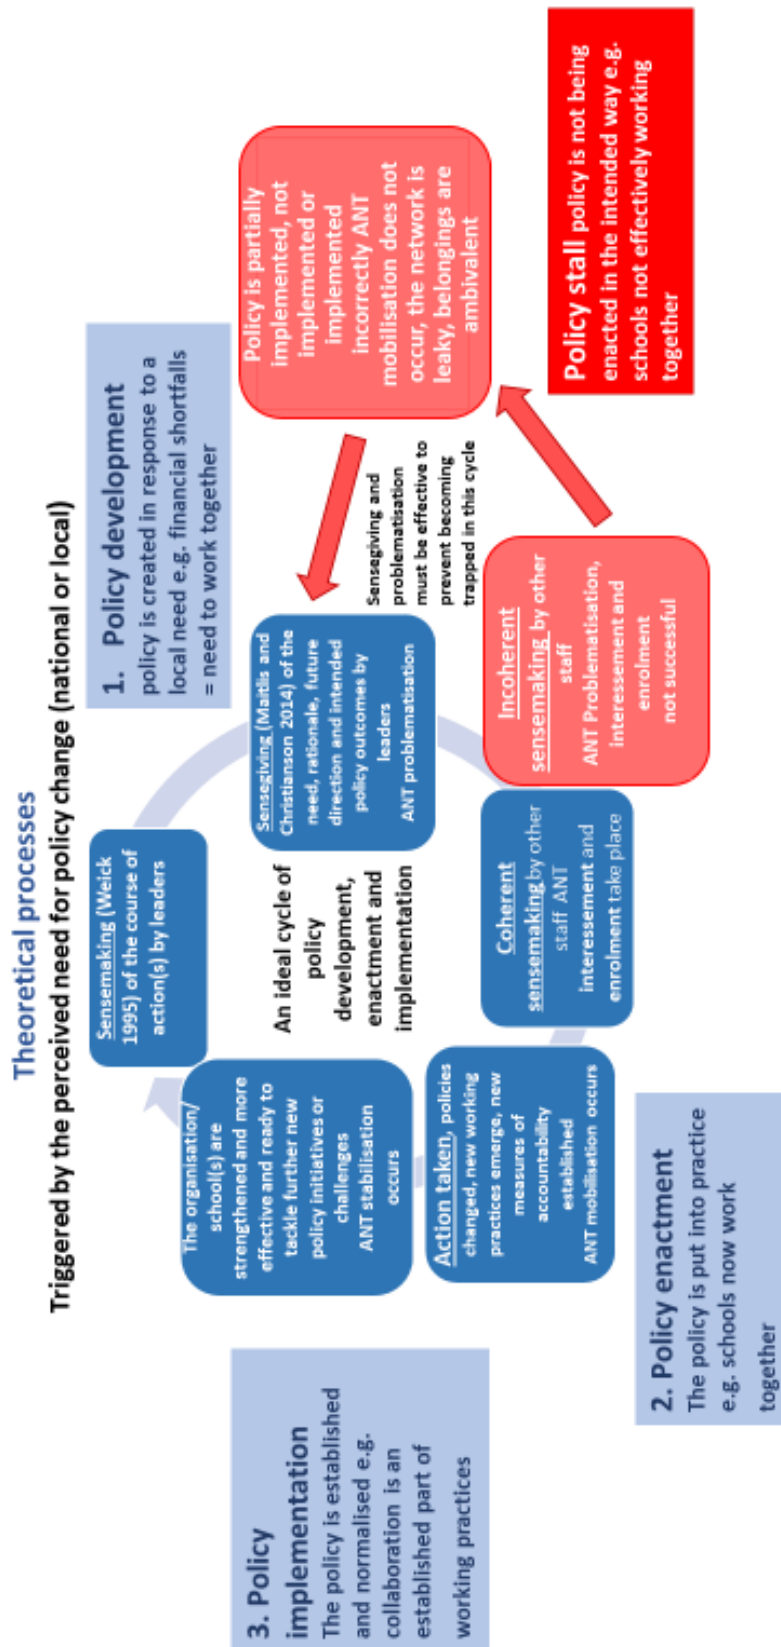 Theoretical processes
Triggered by the perceived need for policy change (national or local)
1. Policy development
policy is created in response to a
local need e.g. financial shortfalls
= need to work together
Sensemaking (Weick
1995) of the course of
action(s) by leaders
Sensegiving (Maitlis and
Christianson 2014) of the
need, rationale, future
direction and intended
policy outcomes by
leaders
ANT problematisation
Coherent
sensemaking by other
staff ANT
interessement and
enrolment take place
Action taken, policies
changed, new working
practices emerge, new
measures of
accountability
established
ANT mobilisation occurs
The organisation/
school(s) are
strengthened and more
effective and ready to
tackle further new
policy initiatives or
challenges
ANT stabilisation
occurs
An ideal cycle of
policy
development,
enactment and
implementation
Incoherent
sensemaking by other
staff
ANT Problematisation,
interessement and
enrolment
not successful
Policy is partially
implemented, not
implemented or
implemented
incorrectly ANT
mobilisation does not
occur, the network is
leaky, belongings are
ambivalent
Sensegiving and
problematisation
must be effective to
prevent becoming
trapped in this cycle
Policy stall policy is not being
enacted in the intended way e.g.
schools not effectively working
together
2. Policy enactment
The policy is put into practice
e.g. schools now work
together
3. Policy
implementation
The policy is established
and normalised e.g.
collaboration is an
established part of
working practices